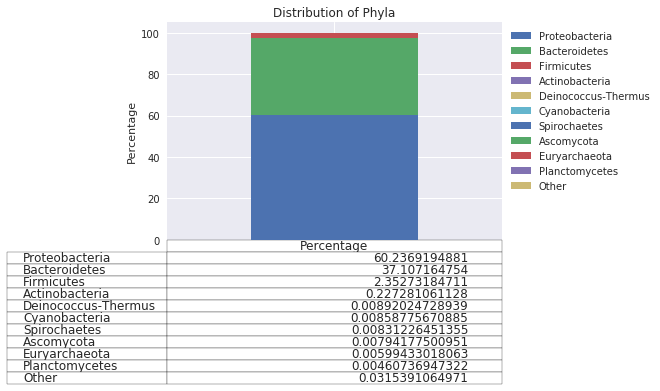 Distribution of Phyla
100
80
60
40
20
0
Percentage
Proteobacteria
Bacteroidetes
Firmicutes
Actinobacteria
Deinococcus-Thermus
Cyanobacteria
Spirochaetes
Ascomycota
Euryarchaeota
Planctomycetes
Other
Percentage
Proteobacteria 60.2369194881
Bacteroidetes 37.107164754
Firmicutes 2.35273184711
Actinobacteria 0.227281061128
Deinococcus-Thermus 0.00892024728939
Cyanobacteria 0.00858775670885
Spirochaetes 0.00831226451355
Ascomycota 0.00794177500951
Euryarchaeota 0.00599433018063
Planctomycetes 0.00460736947322
Other 0.0315391064971